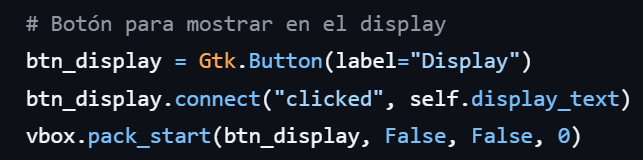 # Botón para mostrar en el display
btn_display = Gtk.Button(label="Display")
btn_display.connect("clicked", self.display_text)
vbox.pack_start(btn_display, False, False, 0)